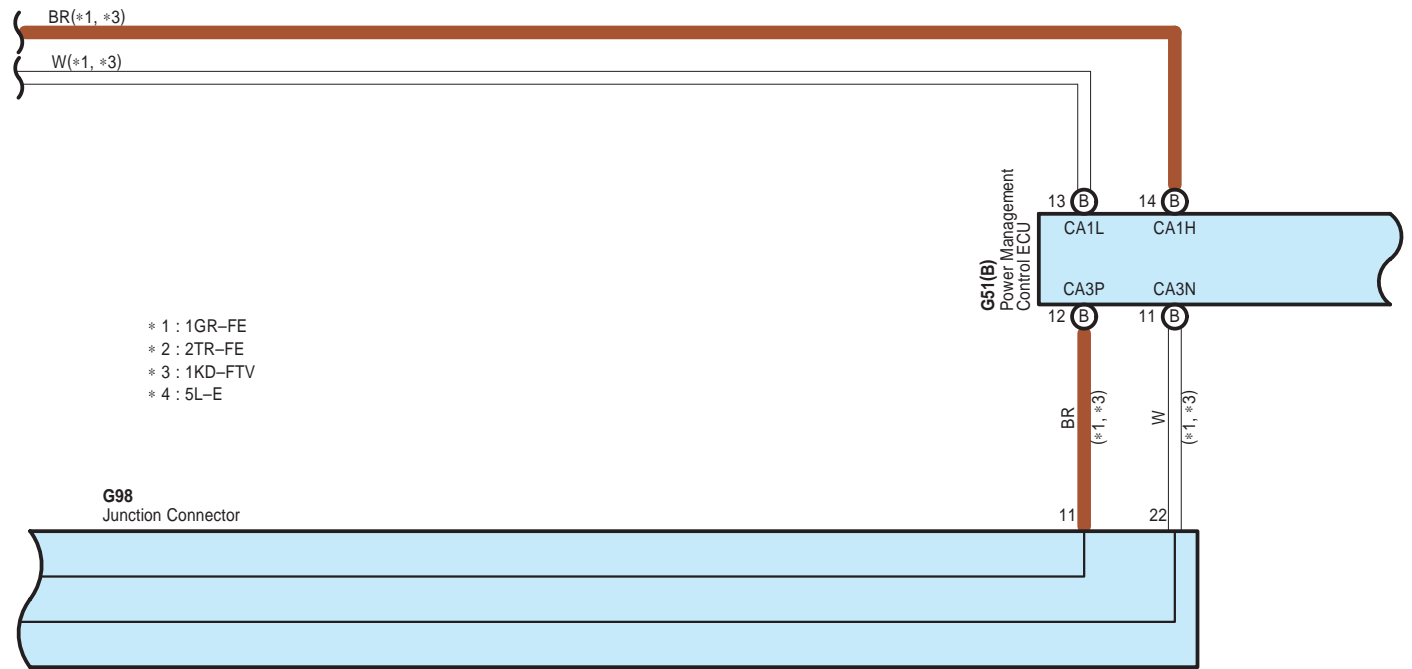 BR(∗1, ∗3)
W(∗1, ∗3)
13 B
14 B
CA1L
CA1H
G51(B)
Power Management
Control ECU
CA3P
CA3N
12 B
11 B
∗ 1 : 1GR–FE
∗ 2 : 2TR–FE
∗ 3 : 1KD–FTV
∗ 4 : 5L–E
BR
(∗1, ∗3)
W
(∗1, ∗3)
G98
Junction Connector
11
22